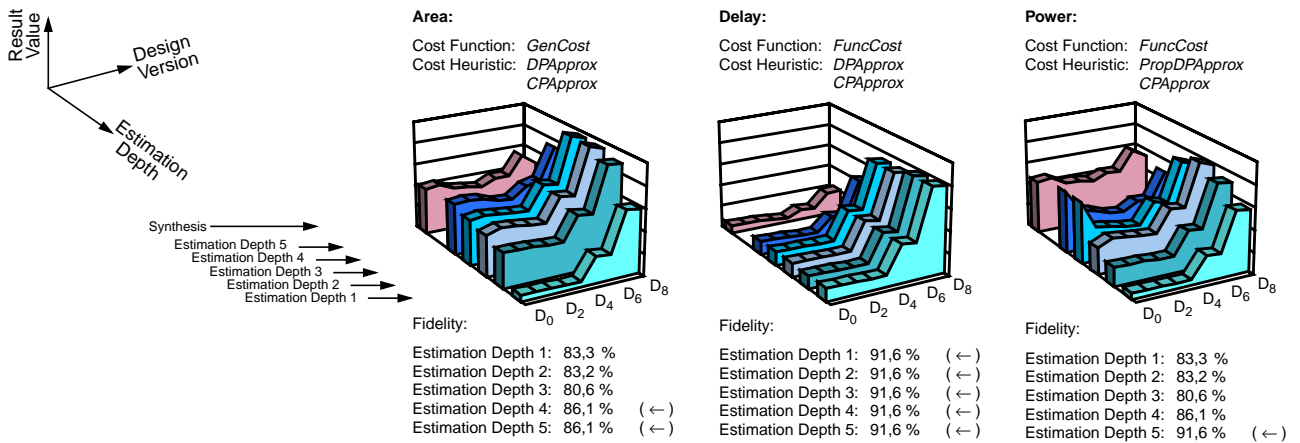 Result
Value
Design
Version
Estimation
Depth
Synthesis
Estimation Depth 5
Estimation Depth 4
Estimation Depth 3
Estimation Depth 2
Estimation Depth 1
Area:
Cost Function: GenCost
Cost Heuristic: DPApprox
CPApprox
D0 D2 D4 D6 D8
Fidelity:
Estimation Depth 1: 83,3 %
Estimation Depth 2: 83,2 %
Estimation Depth 3: 80,6 %
Estimation Depth 4: 86,1 % (←)
Estimation Depth 5: 86,1 % (←)
Delay:
Cost Function: FuncCost
Cost Heuristic: DPApprox
CPApprox
D0 D2 D4 D6 D8
Fidelity:
Estimation Depth 1: 91,6 % (←)
Estimation Depth 2: 91,6 % (←)
Estimation Depth 3: 91,6 % (←)
Estimation Depth 4: 91,6 % (←)
Estimation Depth 5: 91,6 % (←)
Power:
Cost Function: FuncCost
Cost Heuristic: PropDPApprox
CPApprox
D0 D2 D4 D6 D8
Fidelity:
Estimation Depth 1: 83,3 %
Estimation Depth 2: 83,2 %
Estimation Depth 3: 80,6 %
Estimation Depth 4: 86,1 %
Estimation Depth 5: 91,6 % (←)